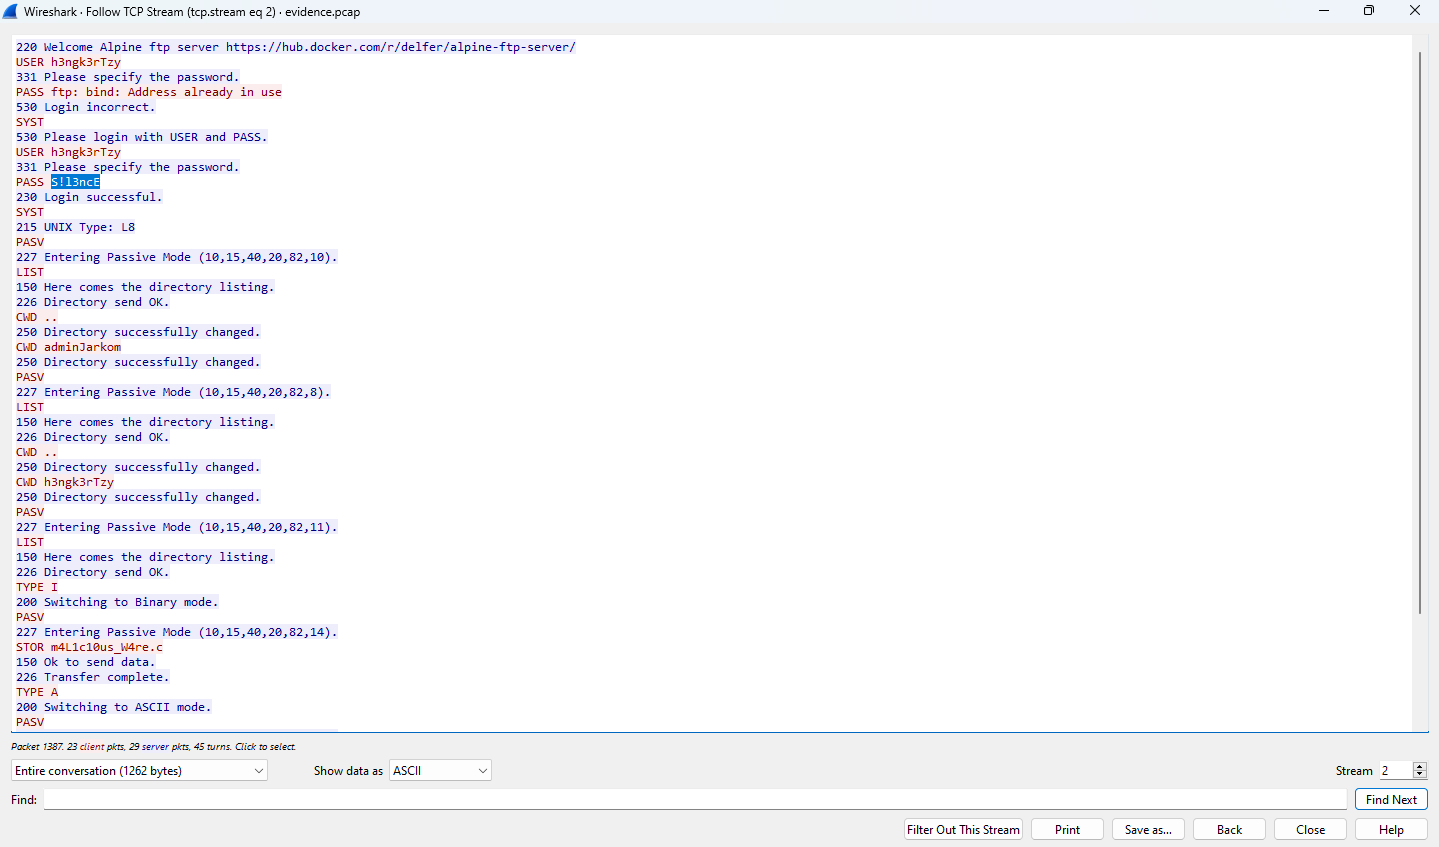 Wireshark · Follow TCP Stream (tcp.stream eq 2) · evidence.pcap
220 Welcome Alpine ftp server https://hub.docker.com/r/delfer/alpine-ftp-server/
USER h3ngk3rTzy
331 Please specify the password.
PASS ftp: bind: Address already in use
530 Login incorrect.
SYST
530 Please login with USER and PASS.
USER h3ngk3rTzy
331 Please specify the password.
PASS S!l3ncE
230 Login successful.
SYST
215 UNIX Type: L8
PASV
227 Entering Passive Mode (10,15,40,20,82,10).
LIST
150 Here comes the directory listing.
226 Directory send OK.
CWD ..
250 Directory successfully changed.
CWD adminJarkom
250 Directory successfully changed.
PASV
227 Entering Passive Mode (10,15,40,20,82,8).
LIST
150 Here comes the directory listing.
226 Directory send OK.
CWD ..
250 Directory successfully changed.
CWD h3ngk3rTzy
250 Directory successfully changed.
PASV
227 Entering Passive Mode (10,15,40,20,82,11).
LIST
150 Here comes the directory listing.
226 Directory send OK.
TYPE I
200 Switching to Binary mode.
PASV
227 Entering Passive Mode (10,15,40,20,82,14).
STOR m4L1c10us_W4re.c
150 Ok to send data.
226 Transfer complete.
TYPE A
200 Switching to ASCII mode.
PASV
Packet 1387. 23 client pkts, 29 server pkts, 45 turns. Click to select.
Entire conversation (1262 bytes) Show data as ASCII Stream 2
Find: Find Next
Filter Out This Stream Print Save as... Back Close Help